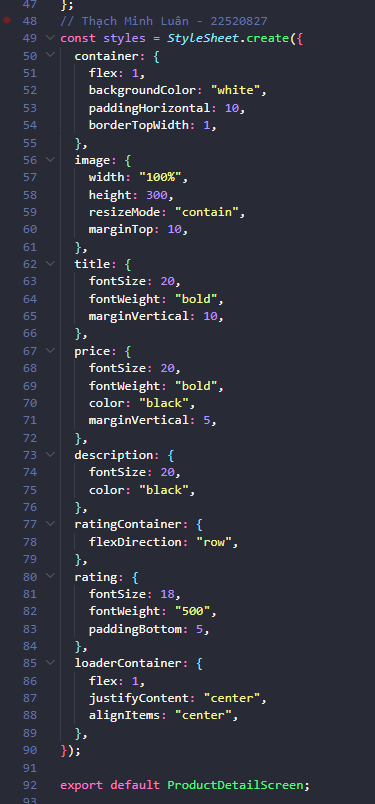 47 };
48 // Thạch Minh Luân - 22520827
49 const styles = StyleSheet.create({
50 container: {
51 flex: 1,
52 backgroundColor: "white",
53 paddingHorizontal: 10,
54 borderTopWidth: 1,
55 },
56 image: {
57 width: "100%",
58 height: 300,
59 resizeMode: "contain",
60 marginTop: 10,
61 },
62 title: {
63 fontSize: 20,
64 fontWeight: "bold",
65 marginVertical: 10,
66 },
67 price: {
68 fontSize: 20,
69 fontWeight: "bold",
70 color: "black",
71 marginVertical: 5,
72 },
73 description: {
74 fontSize: 20,
75 color: "black",
76 },
77 ratingContainer: {
78 flexDirection: "row",
79 },
80 rating: {
81 fontSize: 18,
82 fontWeight: "500",
83 paddingBottom: 5,
84 },
85 loaderContainer: {
86 flex: 1,
87 justifyContent: "center",
88 alignItems: "center",
89 },
90 });
91
92 export default ProductDetailScreen;
93